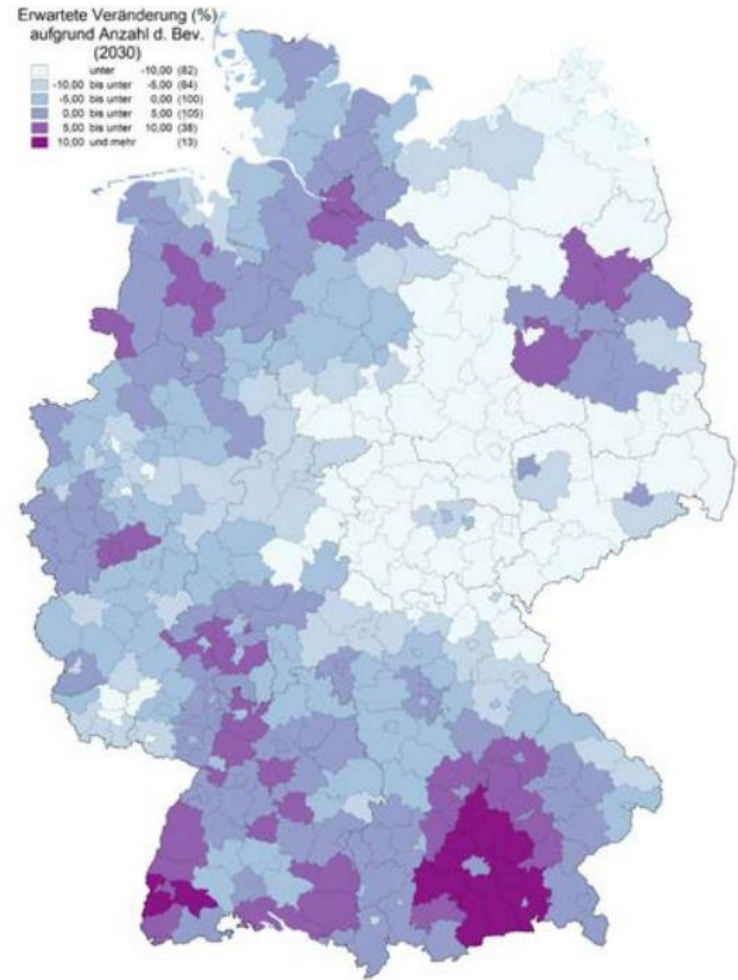 Erwartete Veränderung (%)
aufgrund Anzahl d. Bev.
(2030)
unter -10,00 (82)
-10,00 bis unter -5,00 (64)
-5,00 bis unter 0,00 (100)
0,00 bis unter 5,00 (105)
5,00 bis unter 10,00 (38)
10,00 und mehr (13)